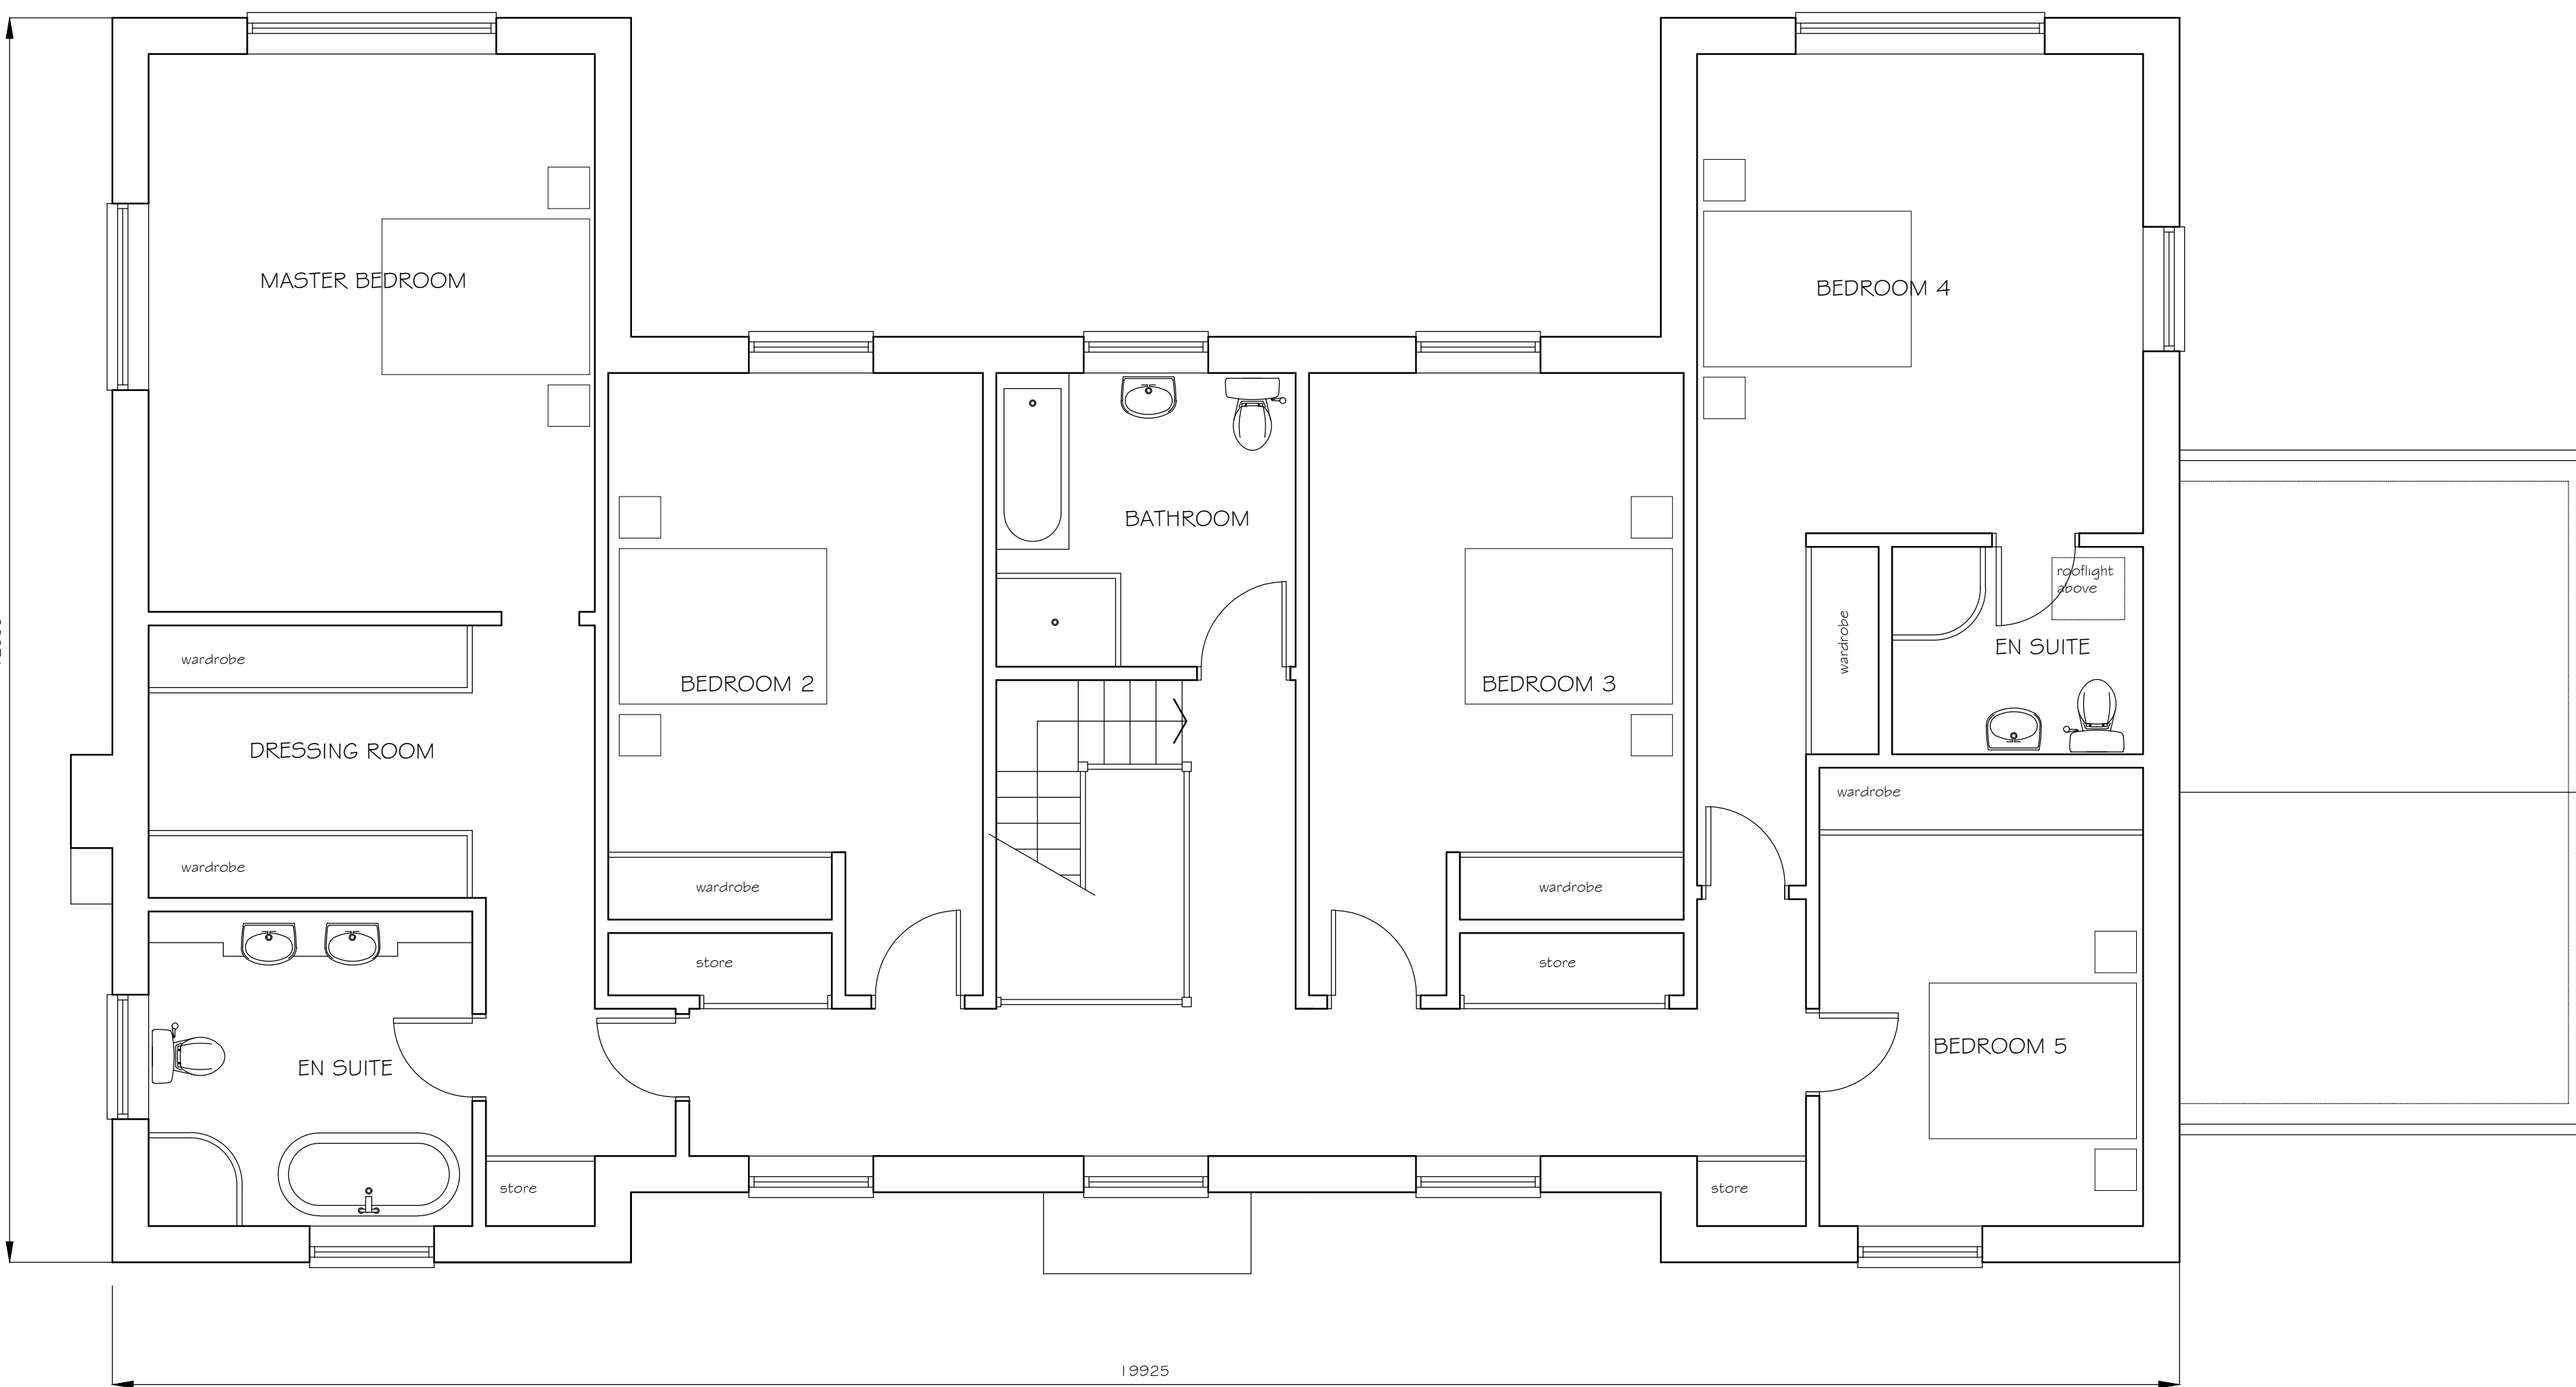 MASTER BEDROOM
BEDROOM 4
BATHROOM
rooflight
above
EN SUITE
wardrobe
wardrobe
BEDROOM 2
BEDROOM 3
DRESSING ROOM
wardrobe
wardrobe
wardrobe
wardrobe
store
store
BEDROOM 5
EN SUITE
store
store
19925